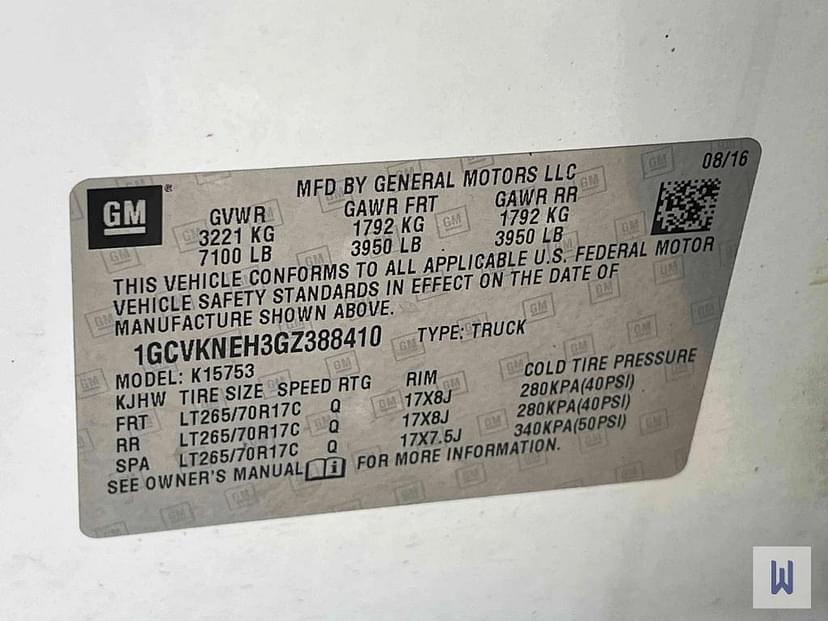 GM
®
MFD BY GENERAL MOTORS LLC
08/16
GVWR GAWR FRT GAWR RR
3221 KG 1792 KG 1792 KG
7100 LB 3950 LB 3950 LB
THIS VEHICLE CONFORMS TO ALL APPLICABLE U.S. FEDERAL MOTOR
VEHICLE SAFETY STANDARDS IN EFFECT ON THE DATE OF
MANUFACTURE SHOWN ABOVE.
1GCVKNEH3GZ388410 TYPE: TRUCK
MODEL: K15753
KJHW TIRE SIZE SPEED RTG RIM COLD TIRE PRESSURE
FRT LT265/70R17C Q 17X8J 280KPA(40PSI)
RR LT265/70R17C Q 17X8J 280KPA(40PSI)
SPA LT265/70R17C Q 17X7.5J 340KPA(50PSI)
SEE OWNER'S MANUAL i FOR MORE INFORMATION.
W